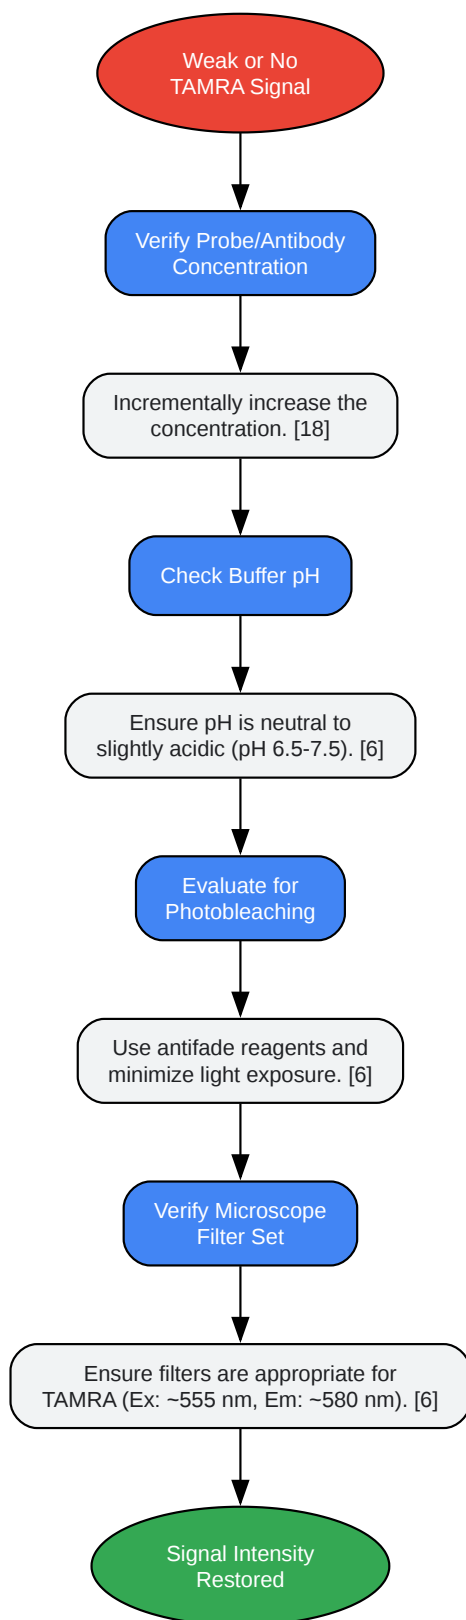 Weak or No
TAMRA Signal
Verify Probe/Antibody
Concentration
Incrementally increase the
concentration. [18]
Check Buffer pH
Ensure pH is neutral to
slightly acidic (pH 6.5-7.5). [6]
Evaluate for
Photobleaching
Use antifade reagents and
minimize light exposure. [6]
Verify Microscope
Filter Set
Ensure filters are appropriate for
TAMRA (Ex: ~555 nm, Em: ~580 nm). [6]
Signal Intensity
Restored